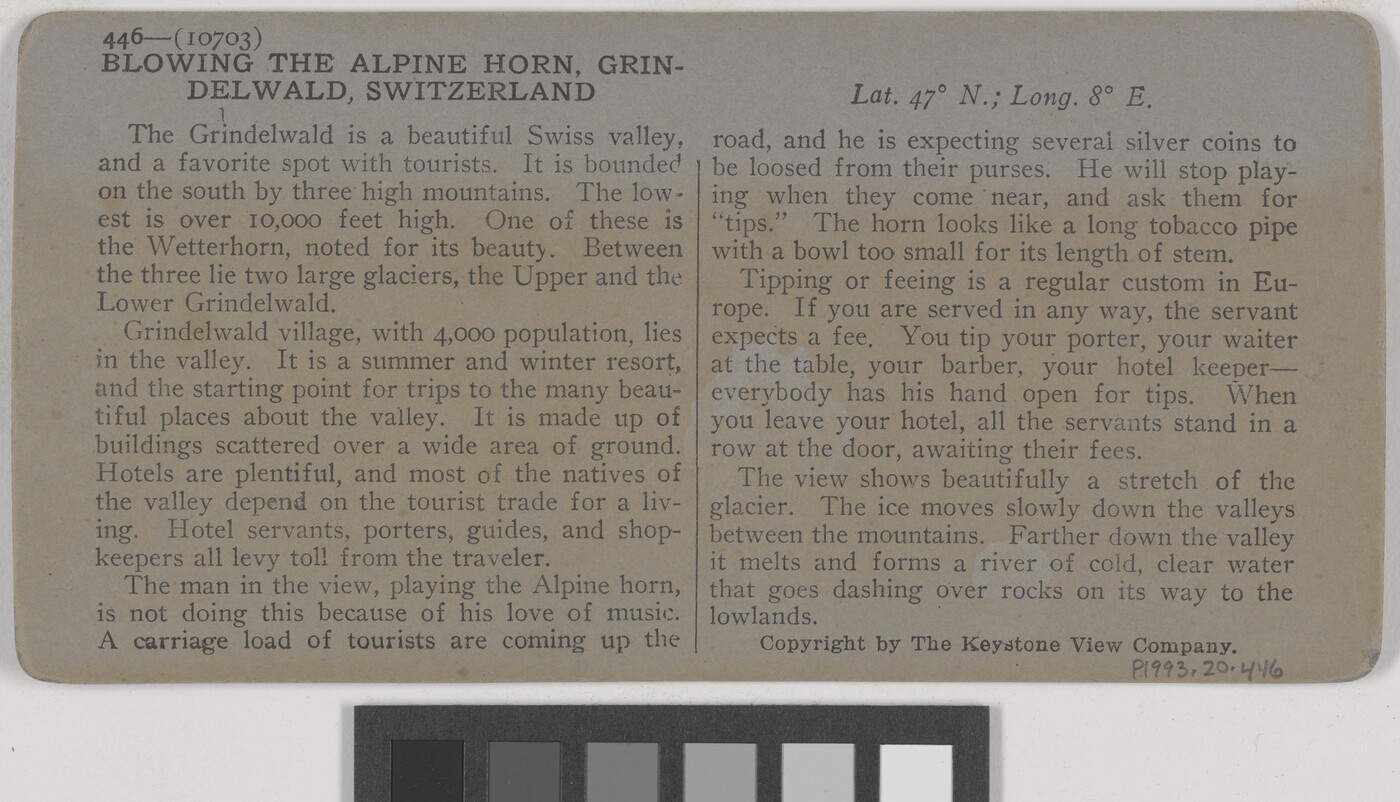 446—(10703)
BLOWING THE ALPINE HORN, GRIN-
DELWALD, SWITZERLAND
The Grindelwald is a beautiful Swiss valley,
and a favorite spot with tourists. It is bounded
on the south by three high mountains. The low-
est is over 10,000 feet high. One of these is
the Wetterhorn, noted for its beauty. Between
the three lie two large glaciers, the Upper and the
Lower Grindelwald.
Grindelwald village, with 4,000 population, lies
in the valley. It is a summer and winter resort,
and the starting point for trips to the many beau-
tiful places about the valley. It is made up of
buildings scattered over a wide area of ground.
Hotels are plentiful, and most of the natives of
the valley depend on the tourist trade for a liv-
ing. Hotel servants, porters, guides, and shop-
keepers all levy toll from the traveler.
The man in the view, playing the Alpine horn,
is not doing this because of his love of music.
A carriage load of tourists are coming up the
Lat. 47° N.; Long. 8° E.
road, and he is expecting several silver coins to
be loosed from their purses. He will stop play-
ing when they come near, and ask them for
“tips.” The horn looks like a long tobacco pipe
with a bowl too small for its length of stem.
Tipping or feeing is a regular custom in Eu-
rope. If you are served in any way, the servant
expects a fee. You tip your porter, your waiter
at the table, your barber, your hotel keeper—
everybody has his hand open for tips. When
you leave your hotel, all the servants stand in a
row at the door, awaiting their fees.
The view shows beautifully a stretch of the
glacier. The ice moves slowly down the valleys
between the mountains. Farther down the valley
it melts and forms a river of cold, clear water
that goes dashing over rocks on its way to the
lowlands.
Copyright by The Keystone View Company.
P1993.20.446